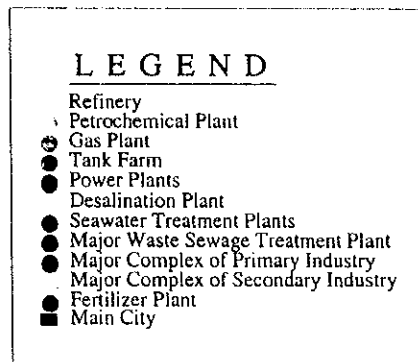 LEGEND
Refinery
Petrochemical Plant
Gas Plant
Tank Farm
Power Plants
Desalination Plant
Seawater Treatment Plants
Major Waste Sewage Treatment Plant
Major Complex of Primary Industry
Major Complex of Secondary Industry
Fertilizer Plant
Main City